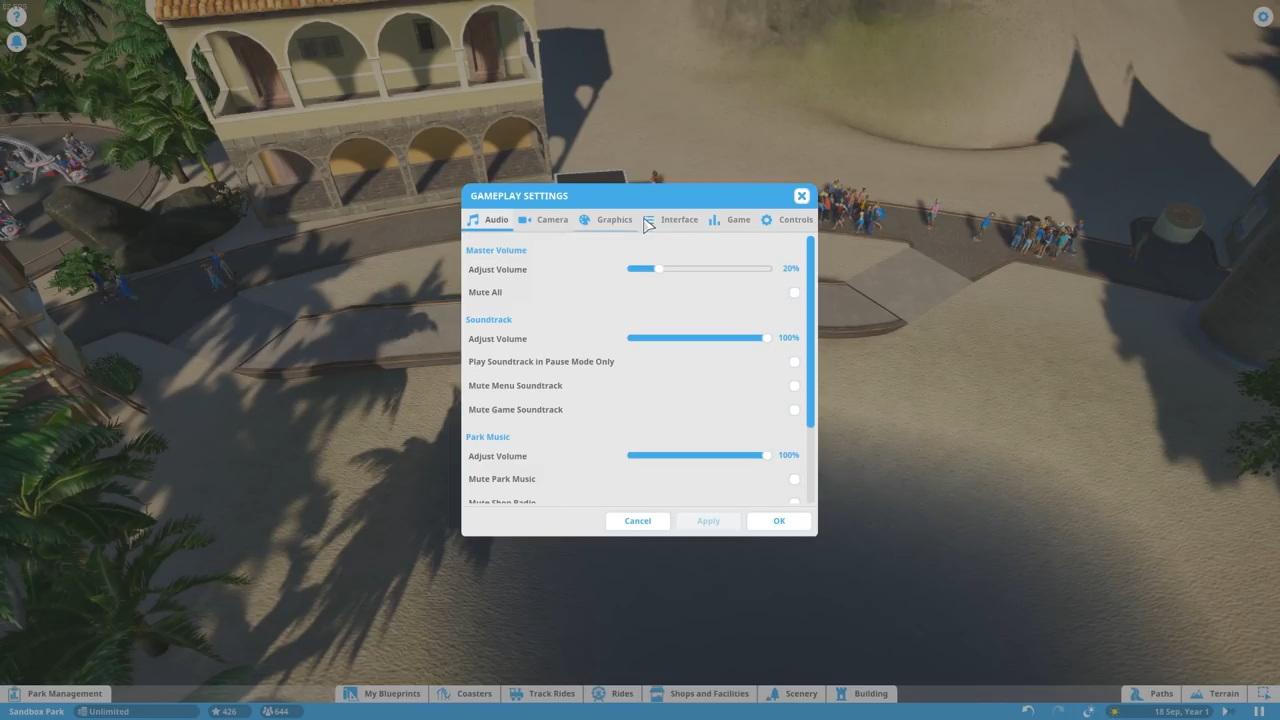 GAMEPLAY SETTINGS
Audio Camera Graphics Interface Game Controls
Master Volume
Adjust Volume 20%
Mute All
Soundtrack
Adjust Volume 100%
Play Soundtrack in Pause Mode Only
Mute Menu Soundtrack
Mute Game Soundtrack
Park Music
Adjust Volume 100%
Mute Park Music
Mute Shop Radio
Cancel Apply OK
Park Management My Blueprints Coasters Track Rides Rides Shops and Facilities Scenery Building Paths Terrain
Sandbox Park Unlimited 426 644 18 Sep, Year 1